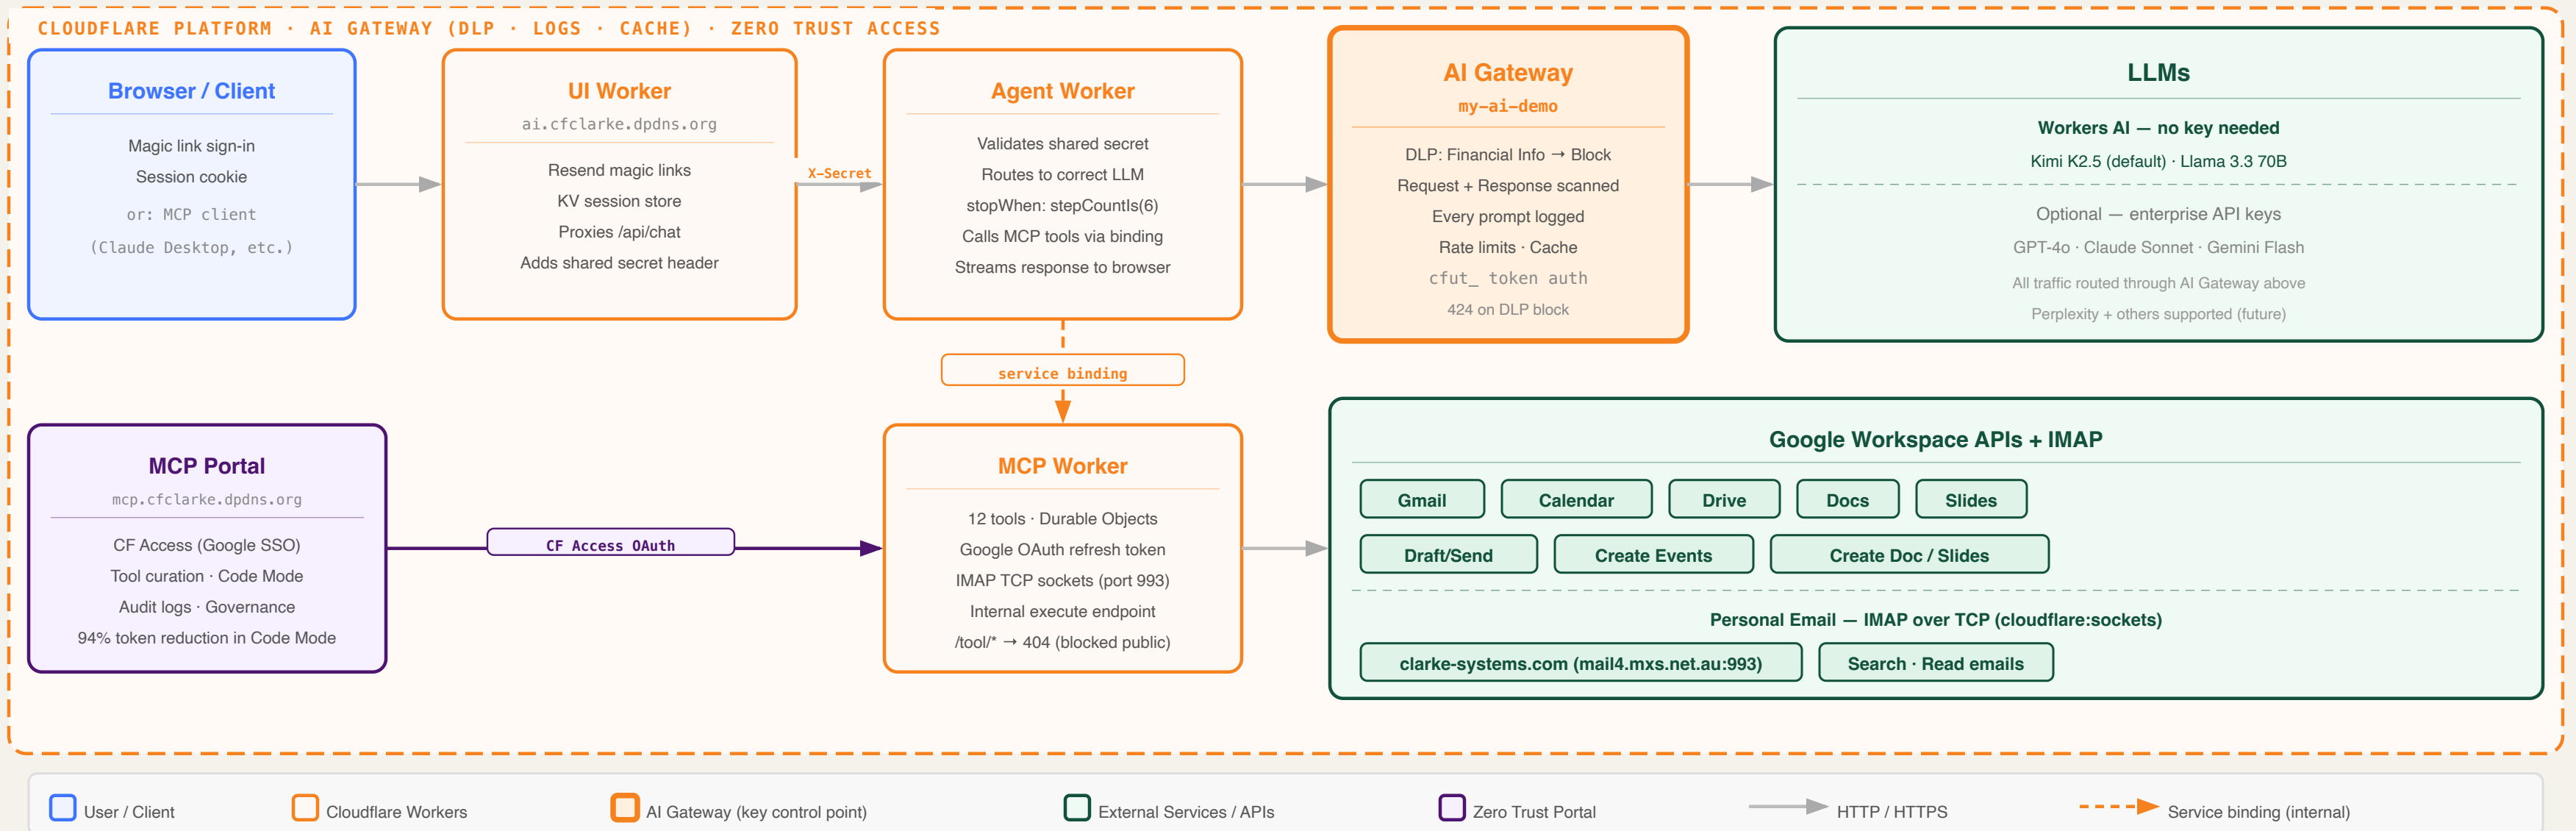 CLOUDFLARE PLATFORM · AI GATEWAY (DLP · LOGS · CACHE) · ZERO TRUST ACCESS
Browser / Client
Magic link sign-in
Session cookie
or: MCP client
(Claude Desktop, etc.)
UI Worker
ai.cfclarke.dpdns.org
Resend magic links
KV session store
Proxies /api/chat
Adds shared secret header
X-Secret
Agent Worker
Validates shared secret
Routes to correct LLM
stopWhen: stepCountIs(6)
Calls MCP tools via binding
Streams response to browser
AI Gateway
my-ai-demo
DLP: Financial Info → Block
Request + Response scanned
Every prompt logged
Rate limits · Cache
cfut_ token auth
424 on DLP block
LLMs
Workers AI — no key needed
Kimi K2.5 (default) · Llama 3.3 70B
Optional — enterprise API keys
GPT-4o · Claude Sonnet · Gemini Flash
All traffic routed through AI Gateway above
Perplexity + others supported (future)
service binding
MCP Portal
mcp.cfclarke.dpdns.org
CF Access (Google SSO)
Tool curation · Code Mode
Audit logs · Governance
94% token reduction in Code Mode
CF Access OAuth
MCP Worker
12 tools · Durable Objects
Google OAuth refresh token
IMAP TCP sockets (port 993)
Internal execute endpoint
/tool/* → 404 (blocked public)
Google Workspace APIs + IMAP
Gmail
Calendar
Drive
Docs
Slides
Draft/Send
Create Events
Create Doc / Slides
Personal Email — IMAP over TCP (cloudflare:sockets)
clarke-systems.com (mail4.mxs.net.au:993)
Search · Read emails
User / Client
Cloudflare Workers
AI Gateway (key control point)
External Services / APIs
Zero Trust Portal
HTTP / HTTPS
Service binding (internal)